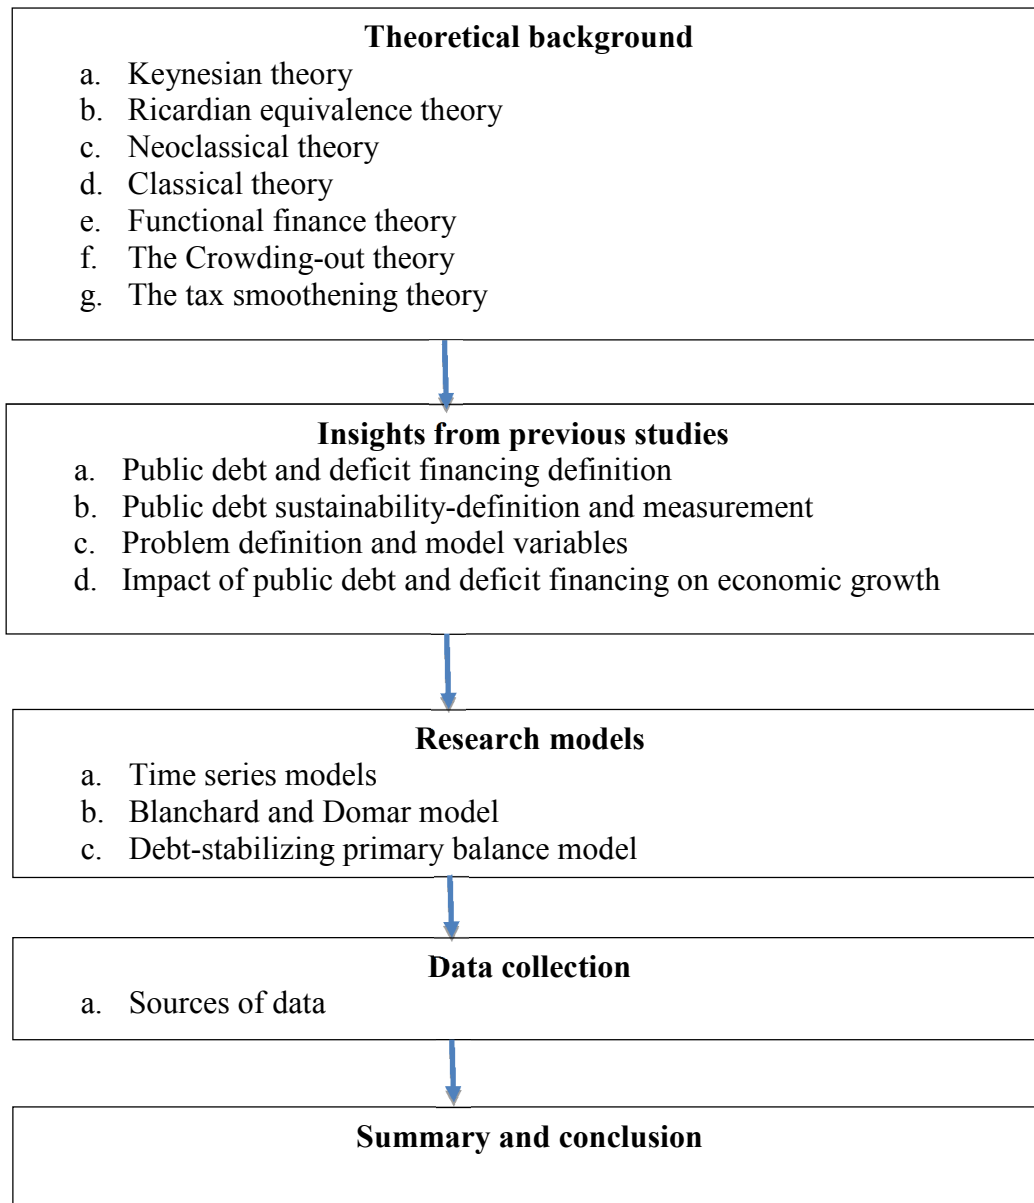 Theoretical background
a. Keynesian theory
b. Ricardian equivalence theory
c. Neoclassical theory
d. Classical theory
e. Functional finance theory
f. The Crowding-out theory
g. The tax smoothening theory
Insights from previous studies
a. Public debt and deficit financing definition
b. Public debt sustainability-definition and measurement
c. Problem definition and model variables
d. Impact of public debt and deficit financing on economic growth
Research models
a. Time series models
b. Blanchard and Domar model
c. Debt-stabilizing primary balance model
Data collection
a. Sources of data
Summary and conclusion